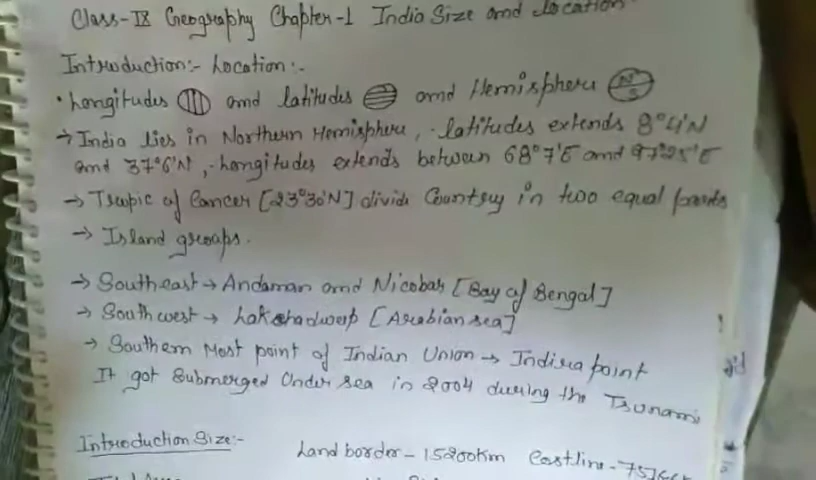 Class-IX Geography Chapter-1 India Size and Location
Introduction:- Location:-
• Longitudes and latitudes and Hemisphere N S
→ India lies in Northern Hemisphere, latitudes extends 8°4'N
and 37°6'N, Longitudes extends between 68°7'E and 97°25'E
→ Tropic of Cancer [23°30'N] divide Country in two equal parts
→ Island groups.
→ Southeast → Andaman and Nicobar [Bay of Bengal]
→ Southwest → Lakshadweep [Arabian sea]
→ Southern Most point of Indian Union → Indira point
It got Submerged Under sea in 2004 during the Tsunami
Introduction Size:-
Land border - 15200km Costline - 751